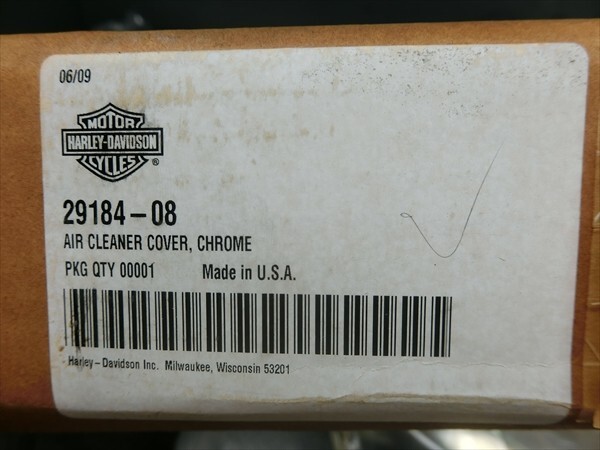 06/09
MOTOR
HARLEY-DAVIDSON
CYCLES
®
29184-08
AIR CLEANER COVER, CHROME
PKG QTY 00001 Made in U.S.A.
Harley-Davidson Inc. Milwaukee, Wisconsin 53201